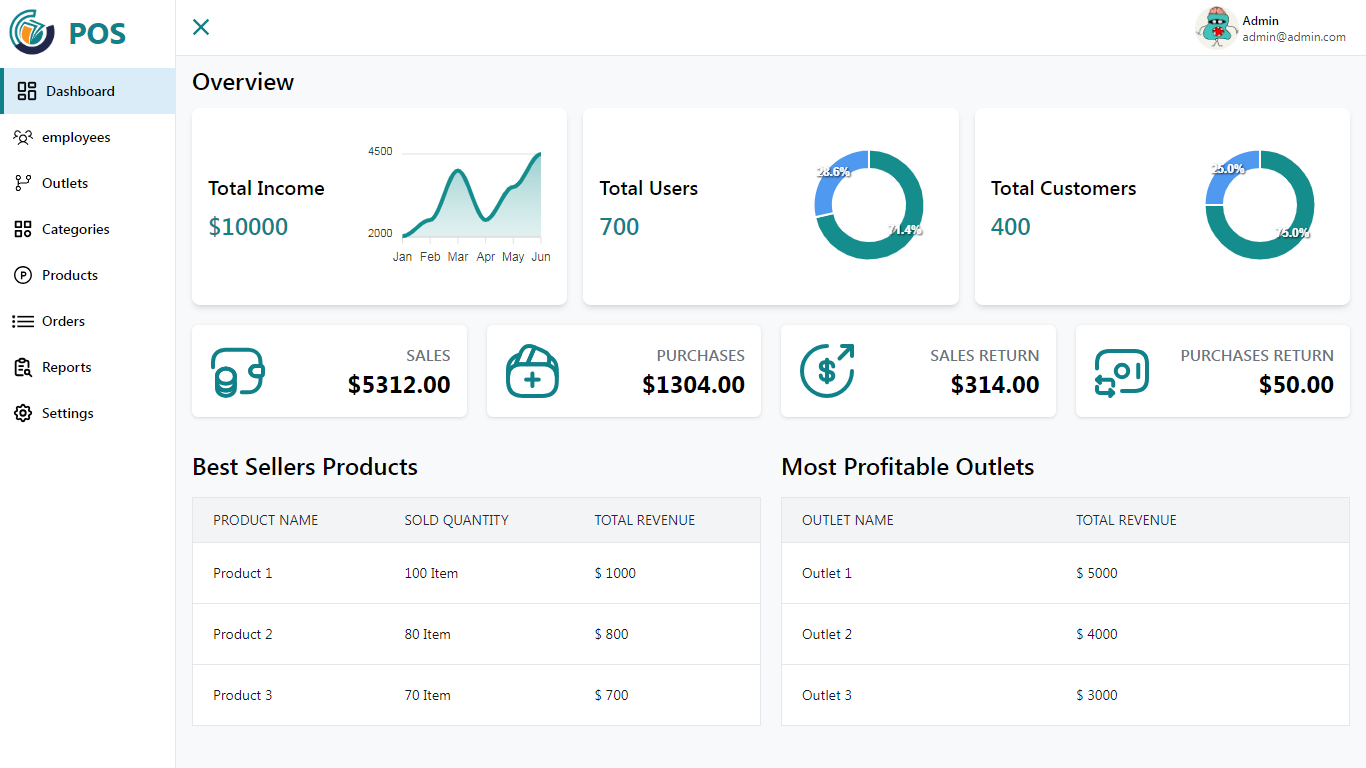 POS
Admin
admin@admin.com
Dashboard
employees
Outlets
Categories
Products
Orders
Reports
Settings
Overview
Total Income
$10000
4500
2000
Jan Feb Mar Apr May Jun
Total Users
700
28.6%
71.4%
Total Customers
400
25.0%
75.0%
SALES
$5312.00
PURCHASES
$1304.00
SALES RETURN
$314.00
PURCHASES RETURN
$50.00
Best Sellers Products
PRODUCT NAME SOLD QUANTITY TOTAL REVENUE
Product 1 100 Item $ 1000
Product 2 80 Item $ 800
Product 3 70 Item $ 700
Most Profitable Outlets
OUTLET NAME TOTAL REVENUE
Outlet 1 $ 5000
Outlet 2 $ 4000
Outlet 3 $ 3000